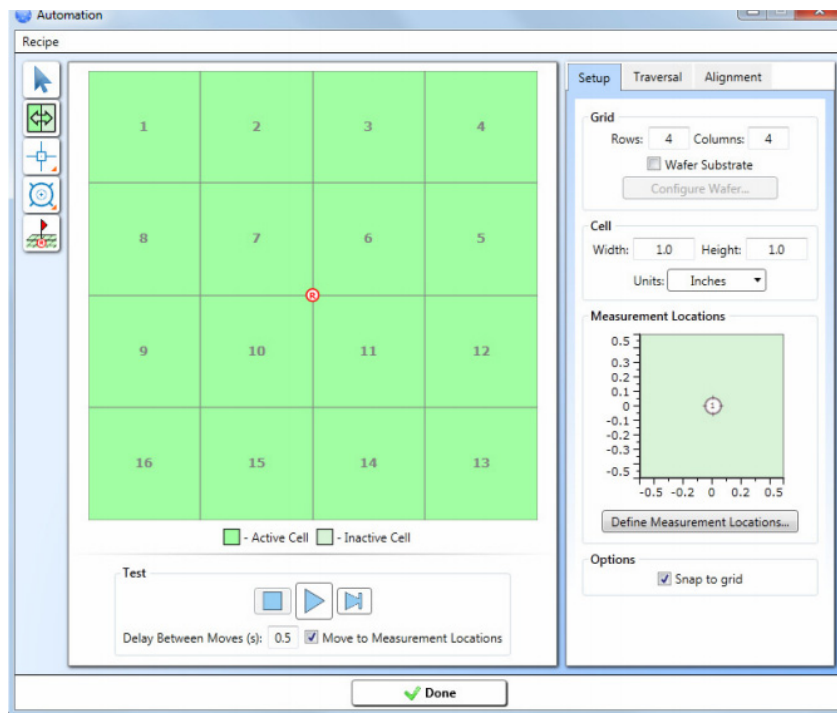 Automation
Recipe
1 2 3 4
8 7 6 5
R
9 10 11 12
16 15 14 13
- Active Cell - Inactive Cell
Test
Delay Between Moves (s): 0.5 Move to Measurement Locations
Setup Traversal Alignment
Grid
Rows: 4 Columns: 4
Wafer Substrate
Configure Wafer...
Cell
Width: 1.0 Height: 1.0
Units: Inches
Measurement Locations
0.5
0.3
0.2
0.1
0
-0.1
-0.2
-0.3
-0.5
1
-0.5 -0.2 0 0.2 0.5
Define Measurement Locations...
Options
Snap to grid
Done